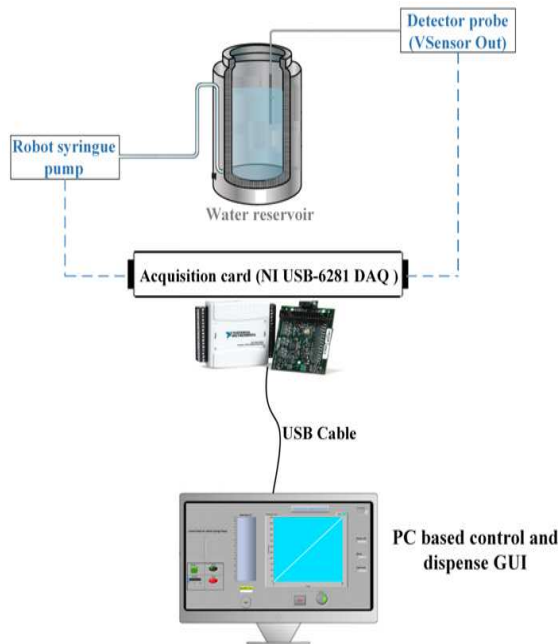 Detector probe
(VSensor Out)
Robot syringue
pump
Water reservoir
Acquisition card (NI USB-6281 DAQ )
USB Cable
PC based control and
dispense GUI